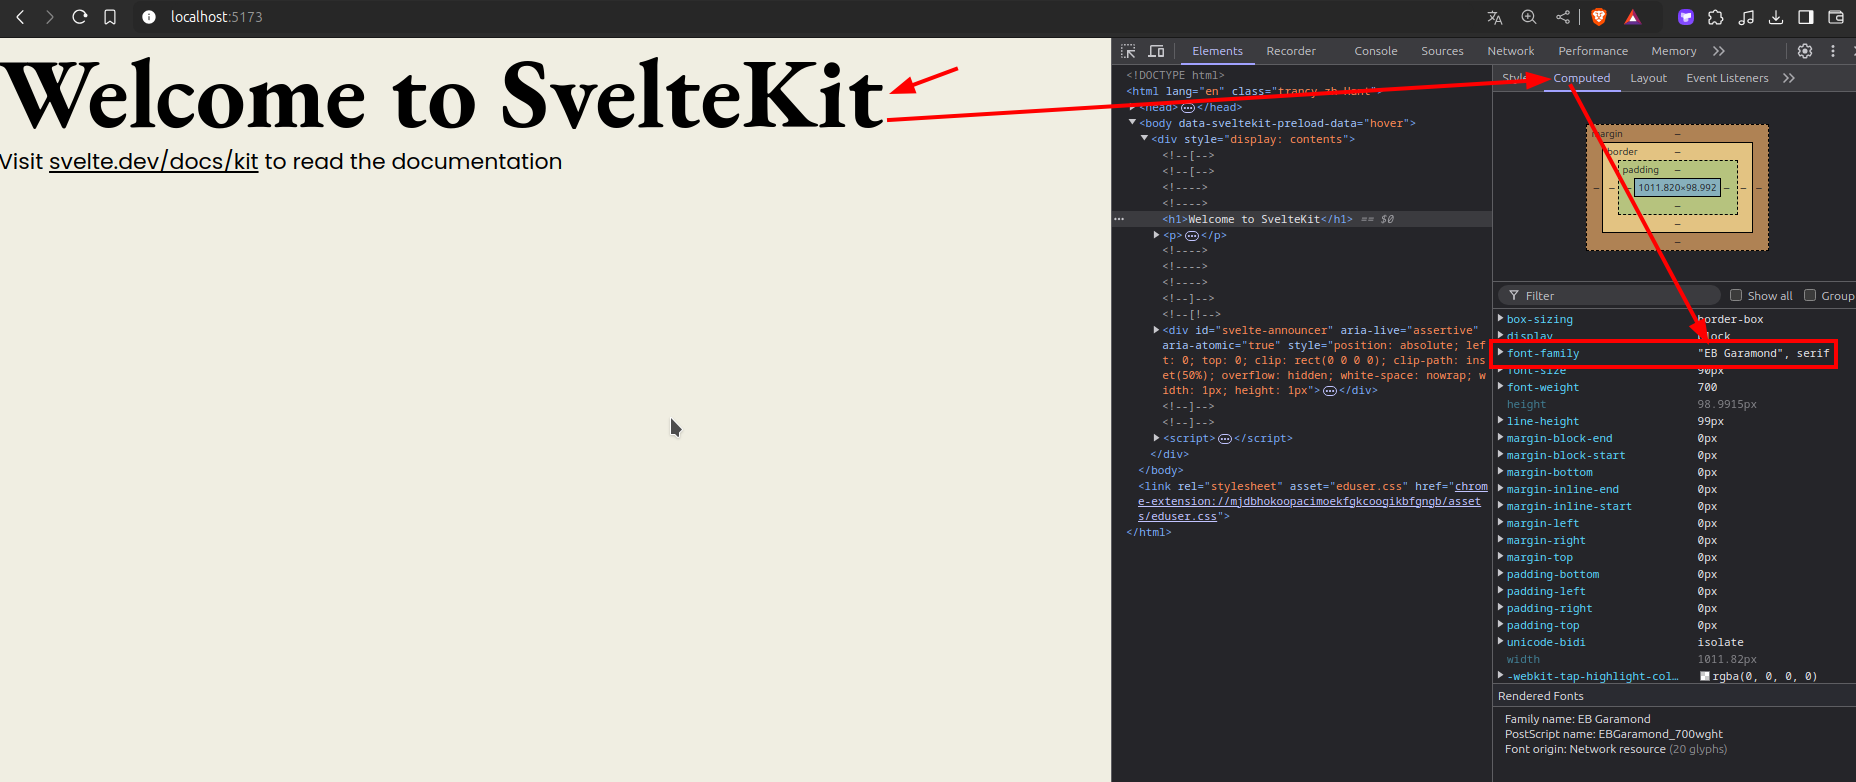 localhost:5173
Welcome to SvelteKit
Visit svelte.dev/docs/kit to read the documentation
Elements Recorder Console Sources Network Performance Memory
<!DOCTYPE html>
<html lang="en" class="trancy-zh-Hant">
<head> </head>
<body data-sveltekit-preload-data="hover">
<div style="display: contents">
<!--[-->
<!--[-->
<!---->
<!---->
<h1>Welcome to SvelteKit</h1> == $0
<p> </p>
<!---->
<!---->
<!---->
<!--]-->
<!--[!-->
<div id="svelte-announcer" aria-live="assertive"
aria-atomic="true" style="position: absolute; lef
t: 0; top: 0; clip: rect(0 0 0 0); clip-path: ins
et(50%); overflow: hidden; white-space: nowrap; w
idth: 1px; height: 1px"> </div>
<!--]-->
<!--]-->
<script> </script>
</div>
</body>
<link rel="stylesheet" asset="eduser.css" href="chrom
e-extension://mjdbhokoopacimoekfgkcoogikbfgngb/asset
s/eduser.css">
</html>
Computed Layout Event Listeners
margin –
border –
padding –
– – – 1011.820×98.992 – – –
–
–
–
Filter Show all Group
box-sizing border-box
display block
font-family "EB Garamond", serif
font-size 90px
font-weight 700
height 98.9915px
line-height 99px
margin-block-end 0px
margin-block-start 0px
margin-bottom 0px
margin-inline-end 0px
margin-inline-start 0px
margin-left 0px
margin-right 0px
margin-top 0px
padding-bottom 0px
padding-left 0px
padding-right 0px
padding-top 0px
unicode-bidi isolate
width 1011.82px
-webkit-tap-highlight-col… rgba(0, 0, 0, 0)
Rendered Fonts
Family name: EB Garamond
PostScript name: EBGaramond_700wght
Font origin: Network resource (20 glyphs)